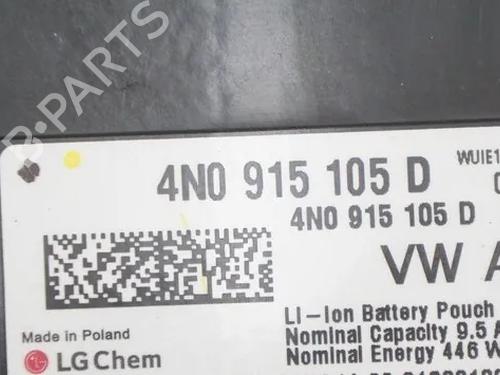 B-PARTS
4N0 915 105 D
WUIE1
4N0 915 105 D
VW A
Li-Ion Battery Pouch
Made in Poland
Nominal Capacity 9.5 A
LG Chem
Nominal Energy 446 W